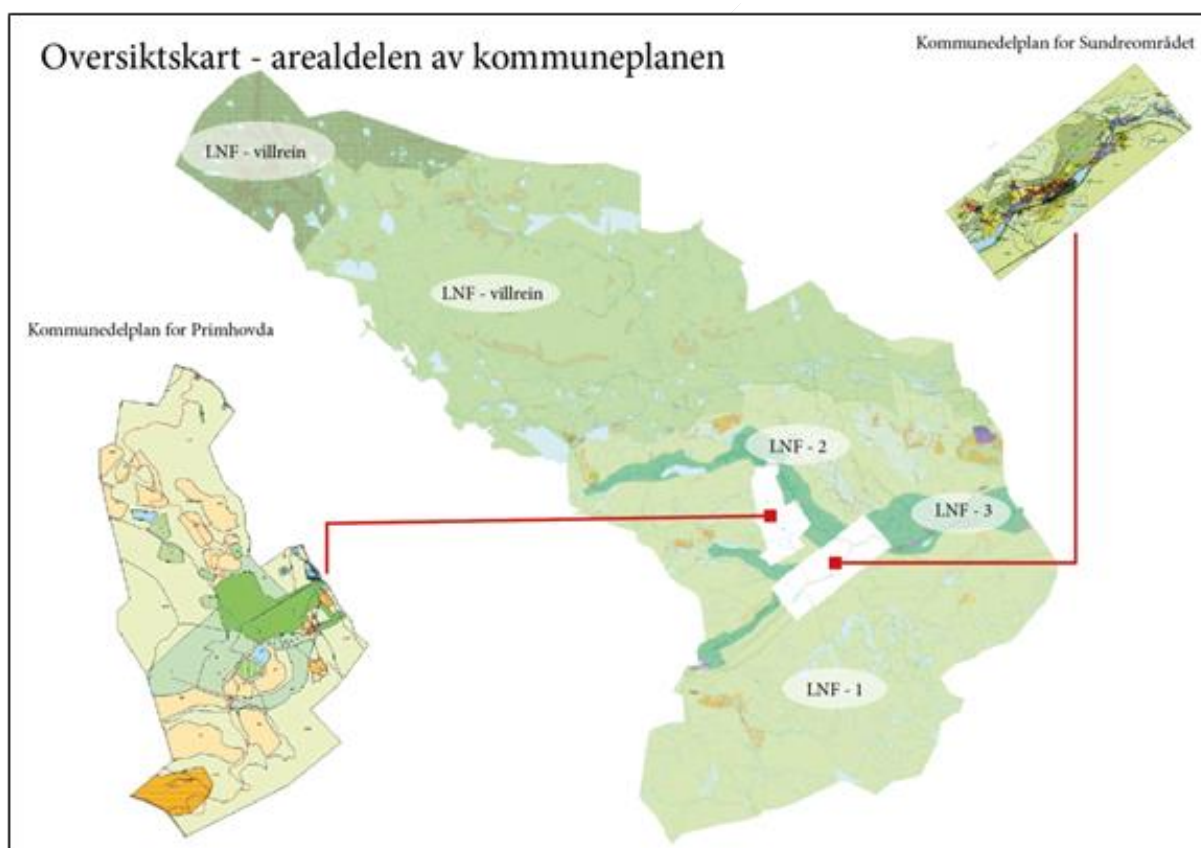 Oversiktskart - arealdelen av kommuneplanen
Kommunedelplan for Sundreområdet
LNF - villrein
LNF - villrein
Kommunedelplan for Primhovda
LNF - 2
LNF - 3
LNF - 1